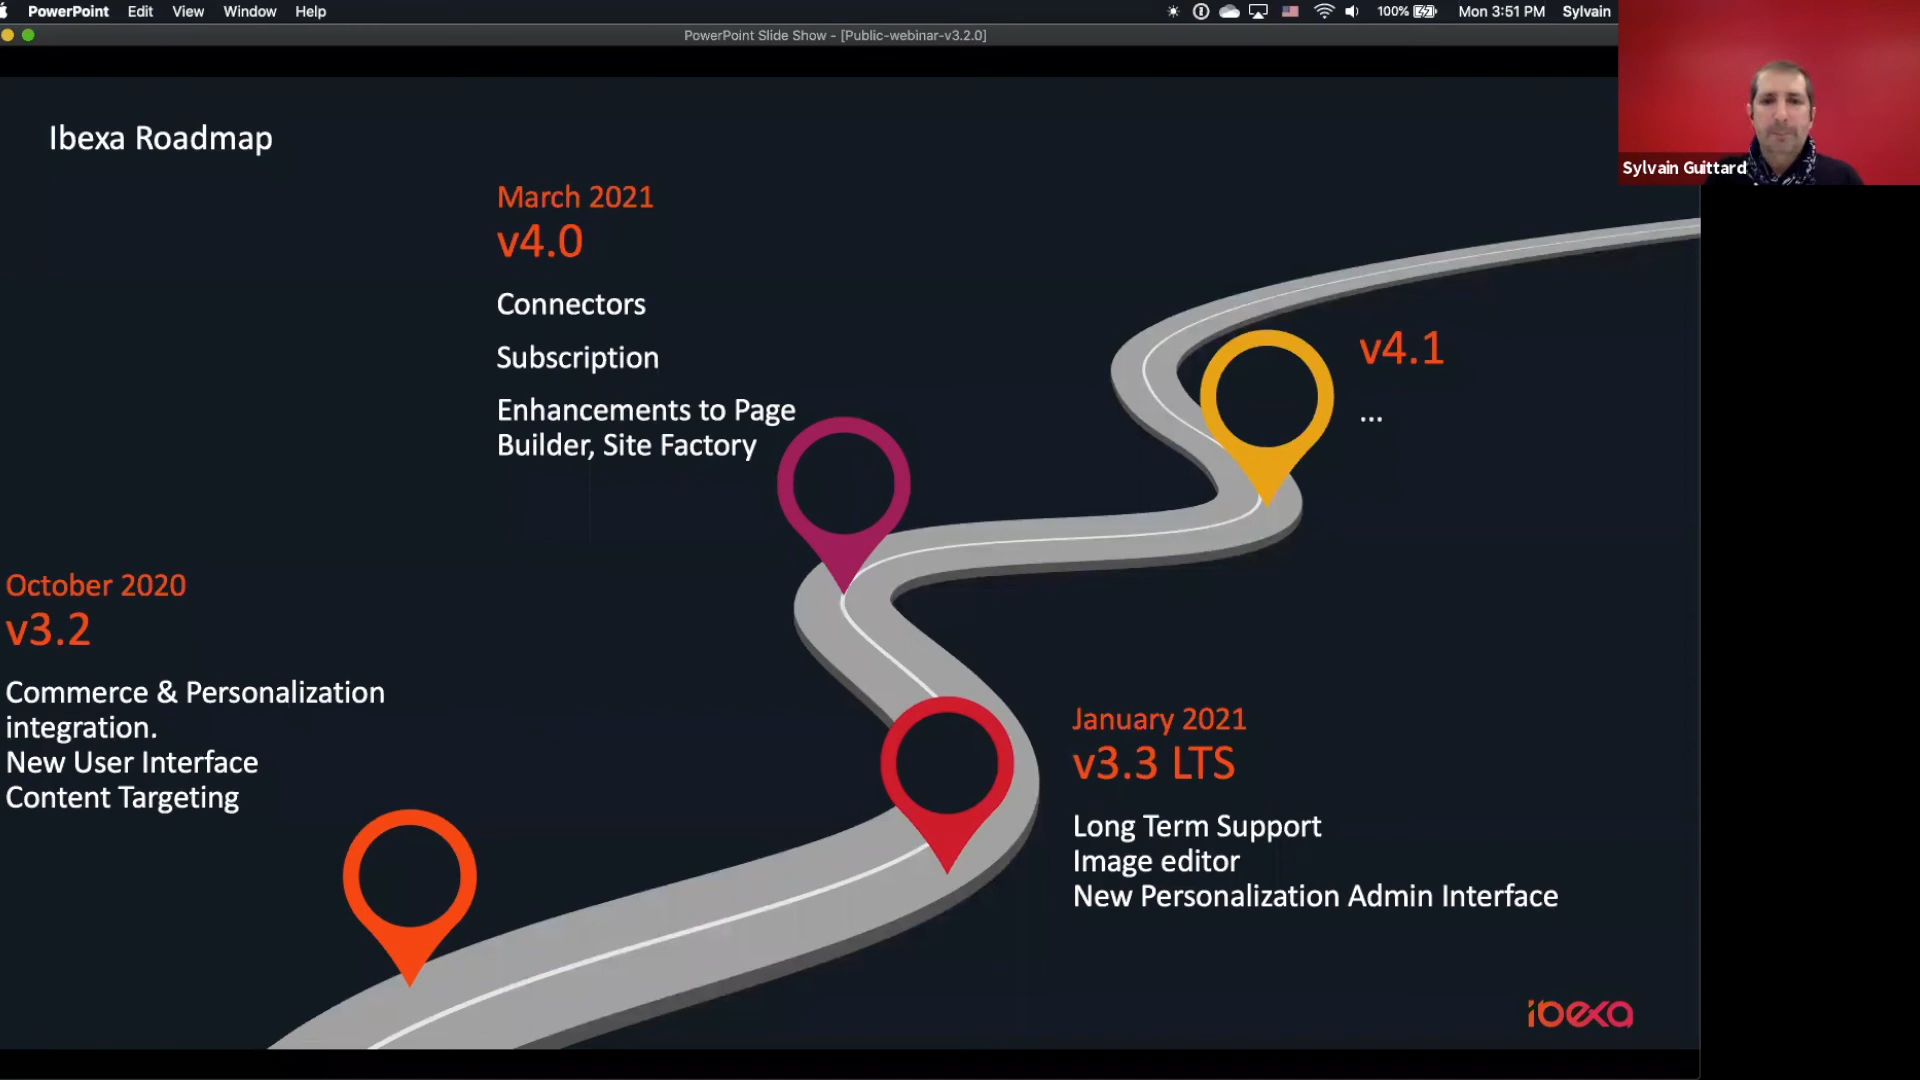 PowerPoint Edit View Window Help 100% Mon 3:51 PM Sylvain
PowerPoint Slide Show - [Public-webinar-v3.2.0]
Sylvain Guittard
Ibexa Roadmap
March 2021
v4.0
Connectors
Subscription
Enhancements to Page
Builder, Site Factory
v4.1
...
October 2020
v3.2
Commerce & Personalization
integration.
New User Interface
Content Targeting
January 2021
v3.3 LTS
Long Term Support
Image editor
New Personalization Admin Interface
ibexa